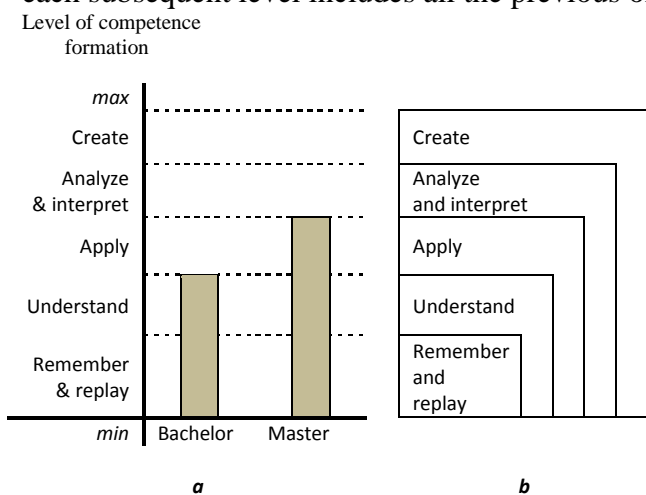 each subsequent level includes all the previous
Level of competence
formation
max
Create
Analyze
& interpret
Apply
Understand
Remember
& replay
min
Bachelor
Master
a
Create
Analyze
and interpret
Apply
Understand
Remember
and
replay
b